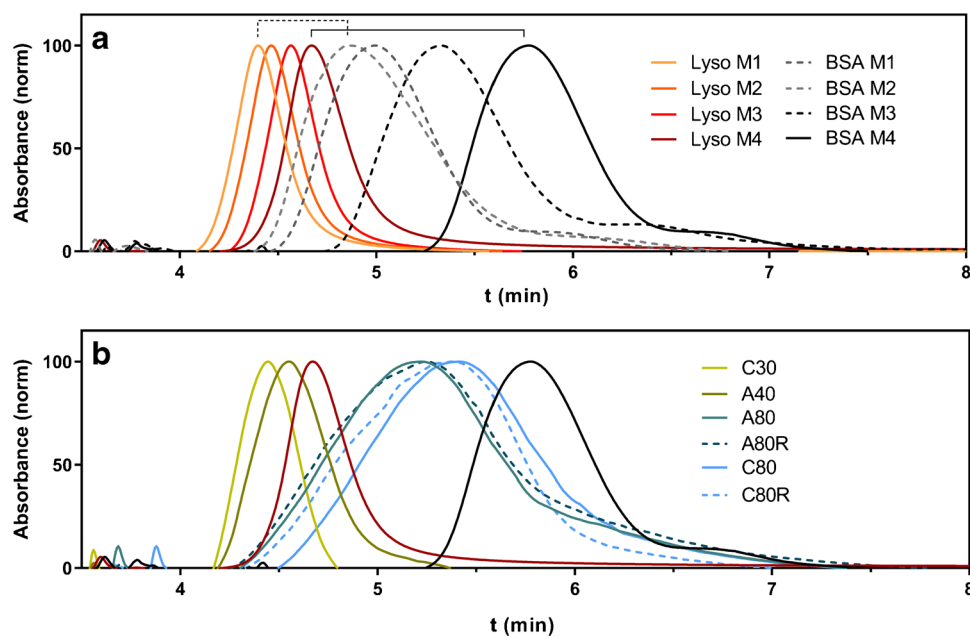 a
Absorbance (norm)
100
50
0
Lyso M1
Lyso M2
Lyso M3
Lyso M4
BSA M1
BSA M2
BSA M3
BSA M4
4
5
6
7
8
t (min)
b
Absorbance (norm)
100
50
0
C30
A40
A80
A80R
C80
C80R
4
5
6
7
8
t (min)